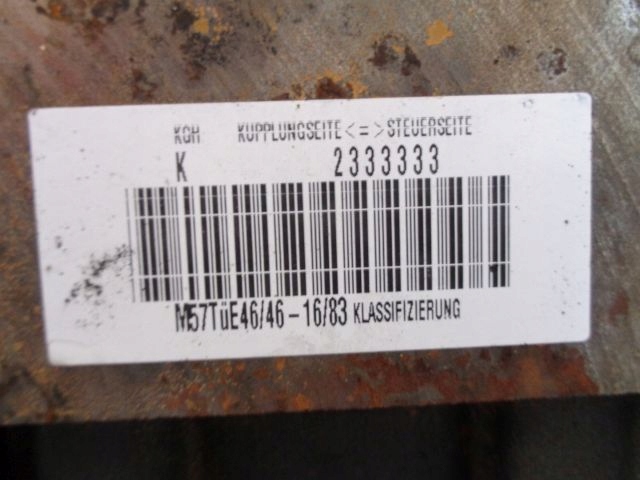 KGH KUPPLUNGSEITE<=>STEUERSEITE
K 2333333
M57TüE46/46-16/83 KLASSIFIZIERUNG